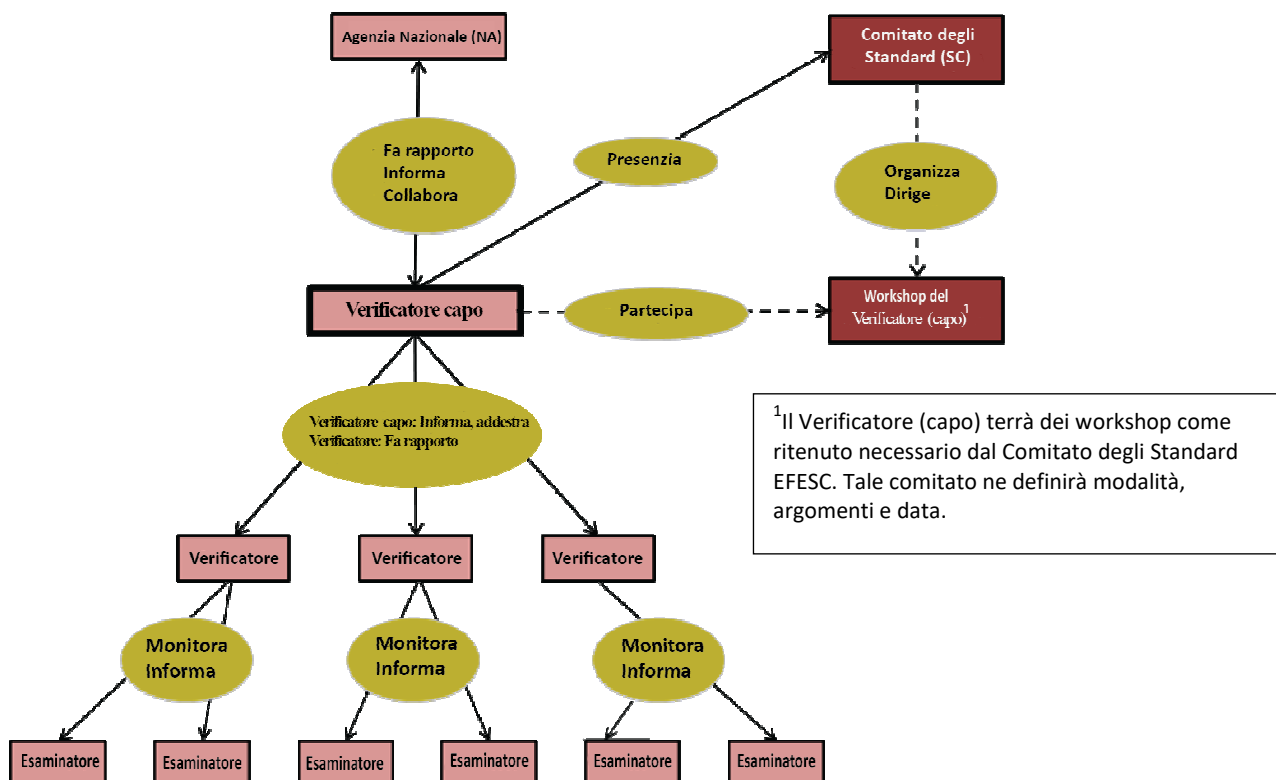 Agenzia Nazionale (NA)
Comitato degli
Standard (SC)
Fa rapporto
Informa
Collabora
Presenzia
Organizza
Dirige
Verificatore capo
Partecipa
Workshop del
Verificatore (capo)1
Verificatore capo: Informa, addestra
Verificatore: Fa rapporto
1Il Verificatore (capo) terrà dei workshop come
ritenuto necessario dal Comitato degli Standard
EFESC. Tale comitato ne definirà modalità,
argomenti e data.
Verificatore
Verificatore
Verificatore
Monitora
Informa
Monitora
Informa
Monitora
Informa
Esaminatore
Esaminatore
Esaminatore
Esaminatore
Esaminatore
Esaminatore